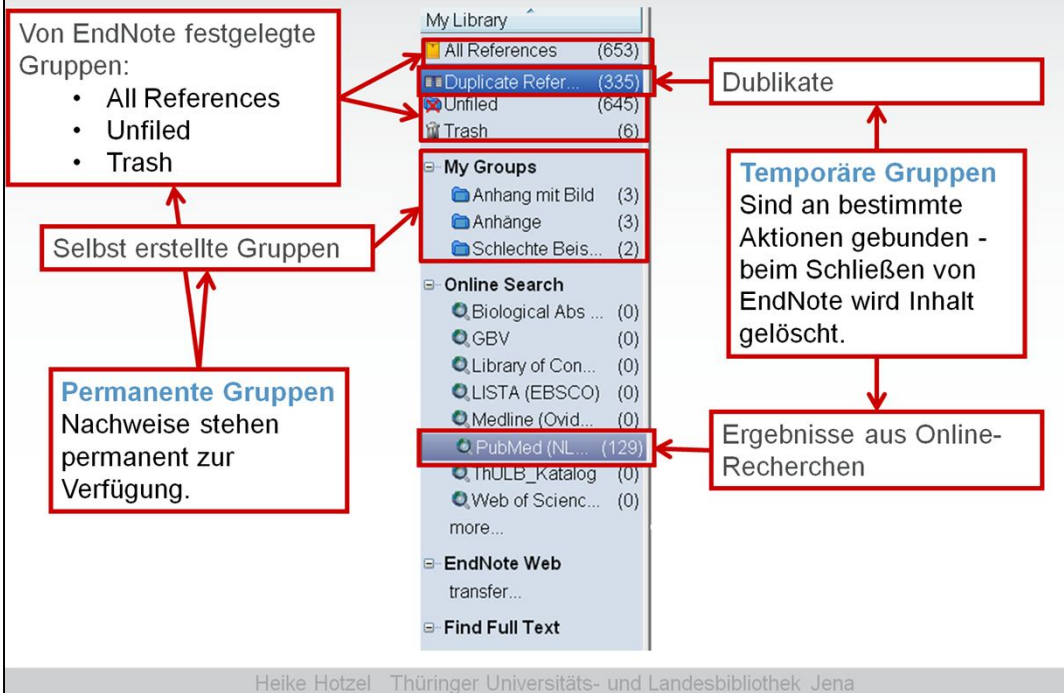 Von EndNote festgelegte
Gruppen:
• All References
• Unfiled
• Trash
Selbst erstellte Gruppen
Permanente Gruppen
Nachweise stehen
permanent zur
Verfügung.
My Library
All References (653)
Duplicate Refer... (335)
Unfiled (645)
Trash (6)
My Groups
Anhang mit Bild (3)
Anhänge (3)
Schlechte Beis... (2)
Online Search
Biological Abs ... (0)
GBV (0)
Library of Con... (0)
LISTA (EBSCO) (0)
Medline (Ovid... (0)
PubMed (NL... (129)
ThULB_Katalog (0)
Web of Scienc... (0)
more...
EndNote Web
transfer...
Find Full Text
Dublikate
Temporäre Gruppen
Sind an bestimmte
Aktionen gebunden -
beim Schließen von
EndNote wird Inhalt
gelöscht.
Ergebnisse aus Online-
Recherchen
Heike Hotzel Thüringer Universitäts- und Landesbibliothek Jena